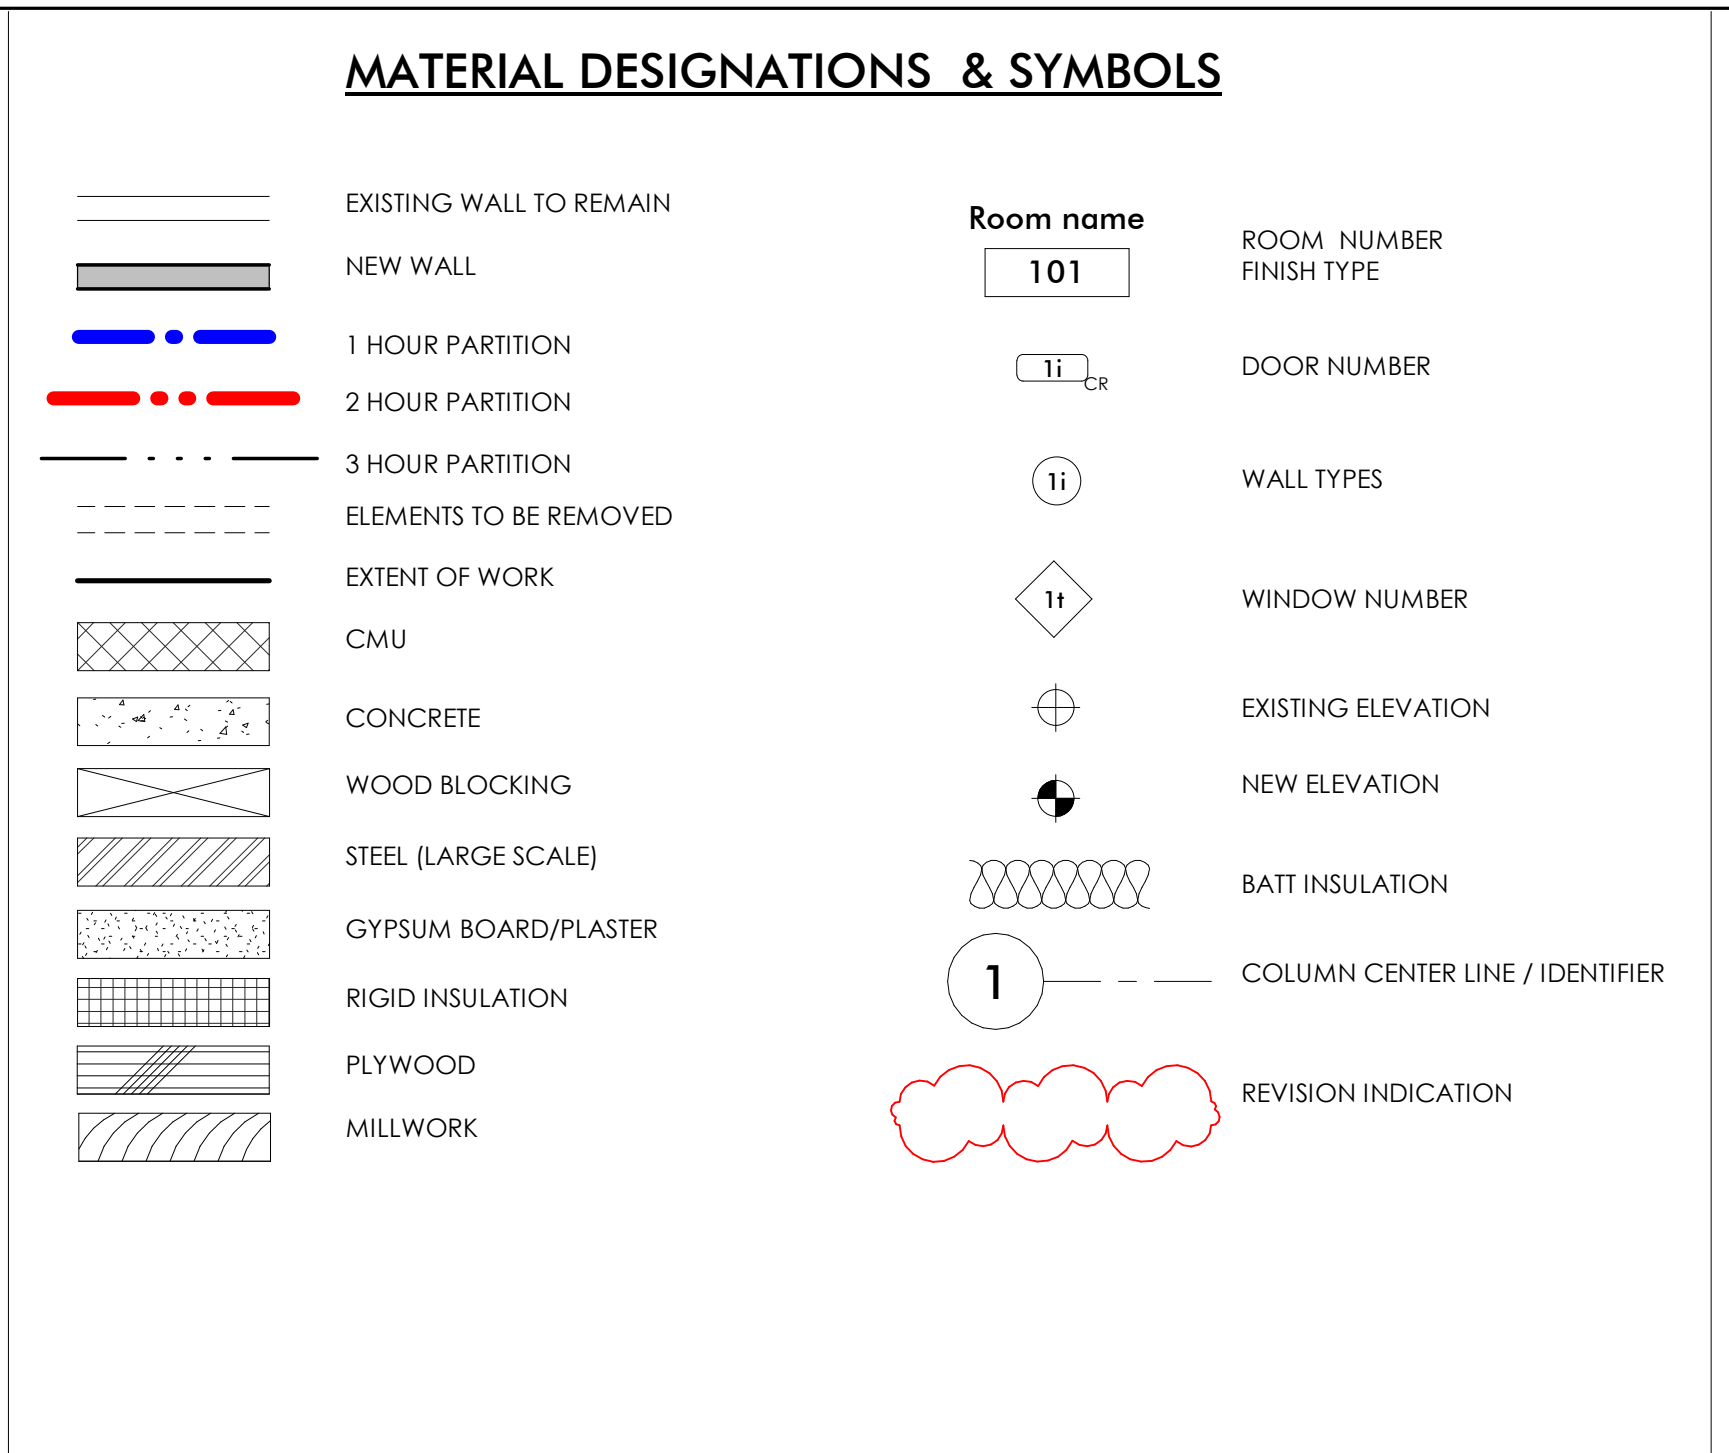 MATERIAL DESIGNATIONS & SYMBOLS
EXISTING WALL TO REMAIN
NEW WALL
1 HOUR PARTITION
2 HOUR PARTITION
3 HOUR PARTITION
ELEMENTS TO BE REMOVED
EXTENT OF WORK
CMU
CONCRETE
WOOD BLOCKING
STEEL (LARGE SCALE)
GYPSUM BOARD/PLASTER
RIGID INSULATION
PLYWOOD
MILLWORK
Room name
101
ROOM NUMBER
FINISH TYPE
1i
CR
DOOR NUMBER
1i
WALL TYPES
1t
WINDOW NUMBER
EXISTING ELEVATION
NEW ELEVATION
BATT INSULATION
1
COLUMN CENTER LINE / IDENTIFIER
REVISION INDICATION